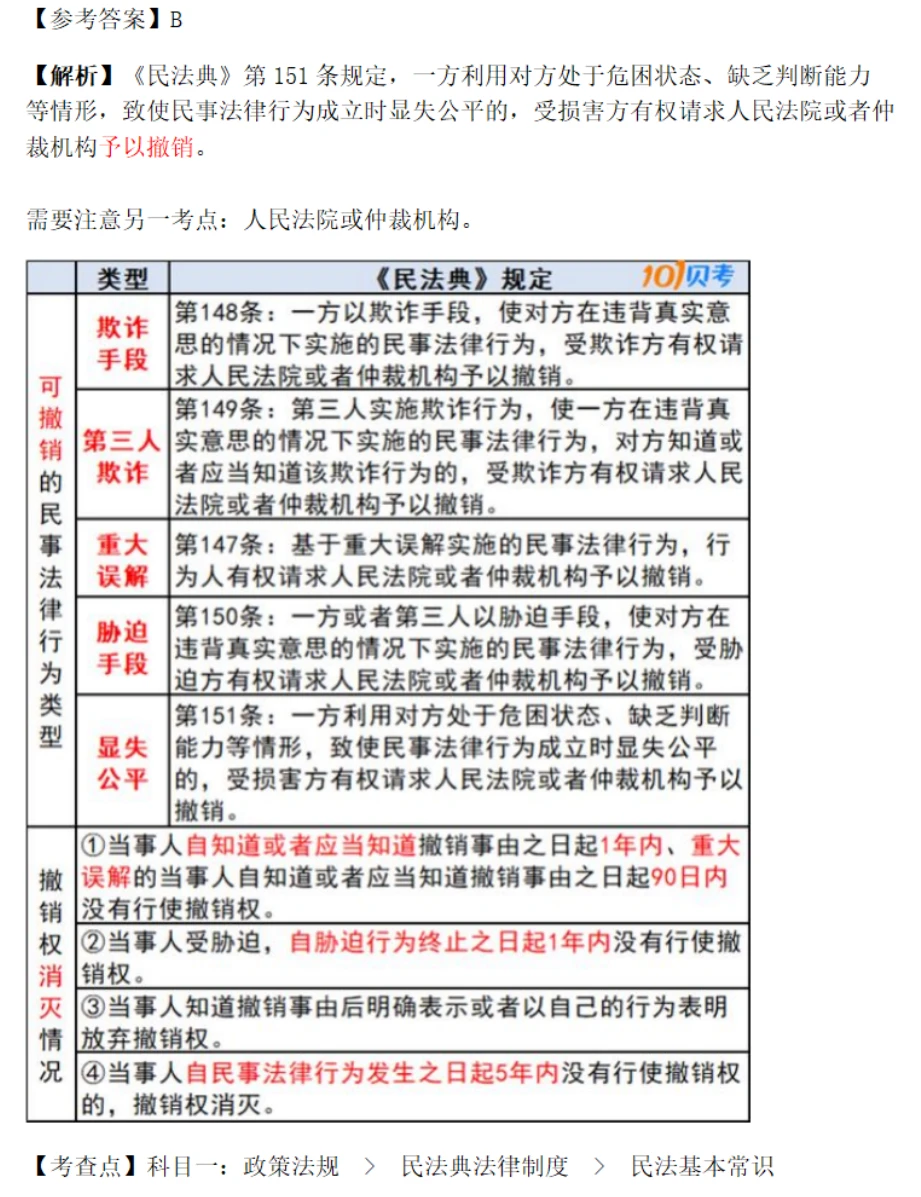 【参考答案】B
【解析】《民法典》第 151 条规定，一方利用对方处于危困状态、缺乏判断能力
等情形，致使民事法律行为成立时显失公平的，受损害方有权请求人民法院或者仲
裁机构予以撤销。
需要注意另一考点：人民法院或仲裁机构。
类型
《民法典》规定
101贝考
可撤销的民事法律行为类型
欺诈
手段
第148条：一方以欺诈手段，使对方在违背真实意
思的情况下实施的民事法律行为，受欺诈方有权请
求人民法院或者仲裁机构予以撤销。
第三人
欺诈
第149条：第三人实施欺诈行为，使一方在违背真
实意思的情况下实施的民事法律行为，对方知道或
者应当知道该欺诈行为的，受欺诈方有权请求人民
法院或者仲裁机构予以撤销。
重大
误解
第147条：基于重大误解实施的民事法律行为，行
为人有权请求人民法院或者仲裁机构予以撤销。
胁迫
手段
第150条：一方或者第三人以胁迫手段，使对方在
违背真实意思的情况下实施的民事法律行为，受胁
迫方有权请求人民法院或者仲裁机构予以撤销。
显失
公平
第151条：一方利用对方处于危困状态、缺乏判断
能力等情形，致使民事法律行为成立时显失公平
的，受损害方有权请求人民法院或者仲裁机构予以
撤销。
撤销权消灭情况
①当事人自知道或者应当知道撤销事由之日起1年内、重大
误解的当事人自知道或者应当知道撤销事由之日起90日内
没有行使撤销权。
②当事人受胁迫，自胁迫行为终止之日起1年内没有行使撤
销权。
③当事人知道撤销事由后明确表示或者以自己的行为表明
放弃撤销权。
④当事人自民事法律行为发生之日起5年内没有行使撤销权
的，撤销权消灭。
【考查点】科目一：政策法规 > 民法典法律制度 > 民法基本常识